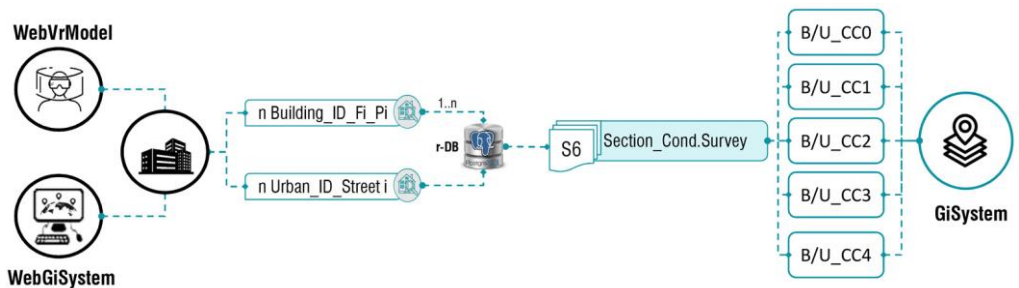 WebVrModel
WebGiSystem
n Building_ID_Fi_Pi
n Urban_ID_Street i
1..n
r-DB
S6
Section_Cond.Survey
B/U_CC0
B/U_CC1
B/U_CC2
B/U_CC3
B/U_CC4
GiSystem